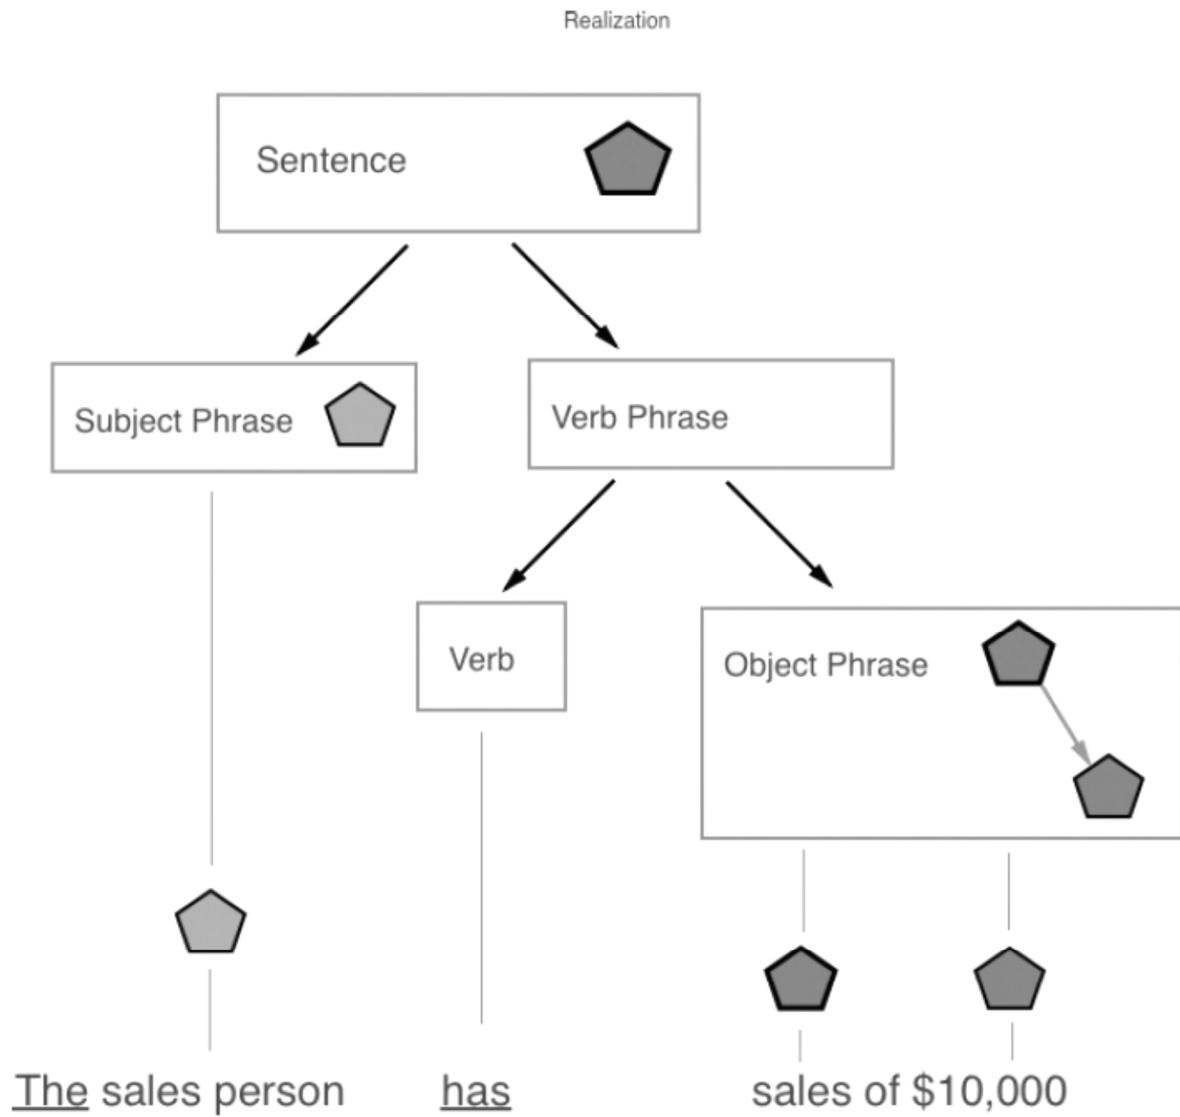 Realization
Sentence
Subject Phrase
Verb Phrase
Verb
Object Phrase
The sales person has sales of $10,000